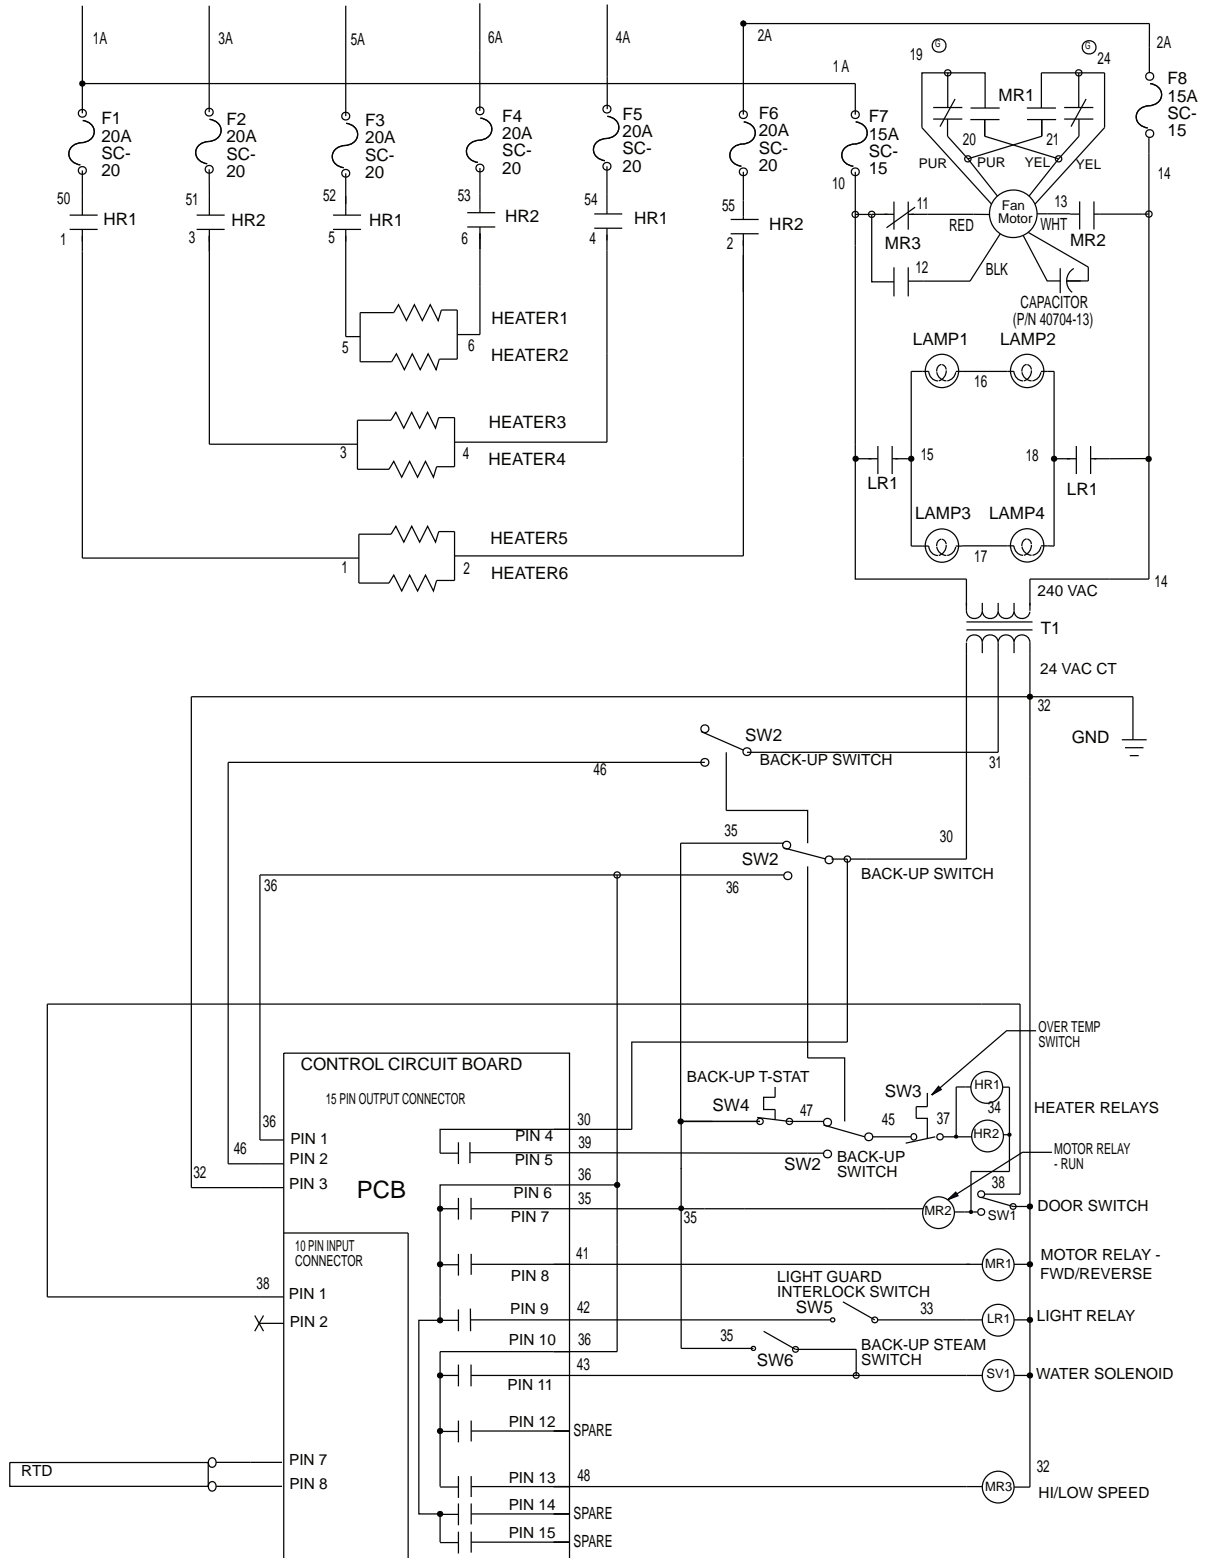 1A
3A
5A
6A
4A
2A
2A
1 A
19
G
G
24
F1
20A
SC-
20
F2
20A
SC-
20
F3
20A
SC-
20
F4
20A
SC-
20
F5
20A
SC-
20
F6
20A
SC-
20
F7
15A
SC-
15
F8
15A
SC-
15
MR1
20
21
PUR
PUR
YEL
YEL
50
HR1
1
51
HR2
3
52
HR1
5
53
HR2
6
54
HR1
4
55
HR2
2
10
14
11
MR3
RED
Fan
Motor
13
WHT
MR2
12
BLK
CAPACITOR
(P/N 40704-13)
HEATER1
5
6
HEATER2
LAMP1
LAMP2
16
HEATER3
3
4
HEATER4
15
18
LR1
LR1
LAMP3
LAMP4
17
HEATER5
1
2
HEATER6
14
240 VAC
T1
24 VAC CT
32
GND
SW2
BACK-UP SWITCH
31
46
35
SW2
30
BACK-UP SWITCH
36
36
OVER TEMP
SWITCH
CONTROL CIRCUIT BOARD
15 PIN OUTPUT CONNECTOR
BACK-UP T-STAT
SW4
47
SW3
45
37
HR1
34
HEATER RELAYS
HR2
36
PIN 1
46
PIN 2
32
PIN 3
PCB
PIN 4
30
39
PIN 5
SW2
BACK-UP
SWITCH
MOTOR RELAY
- RUN
36
PIN 6
35
PIN 7
35
MR2
38
SW1
DOOR SWITCH
10 PIN INPUT
CONNECTOR
41
PIN 8
MR1
MOTOR RELAY -
FWD/REVERSE
38
PIN 1
PIN 2
LIGHT GUARD
INTERLOCK SWITCH
PIN 9
42
SW5
33
LR1
LIGHT RELAY
PIN 10
36
35
SW6
BACK-UP STEAM
SWITCH
43
PIN 11
SV1
WATER SOLENOID
PIN 12
SPARE
RTD
PIN 7
PIN 8
PIN 13
48
MR3
32
HI/LOW SPEED
PIN 14
SPARE
PIN 15
SPARE